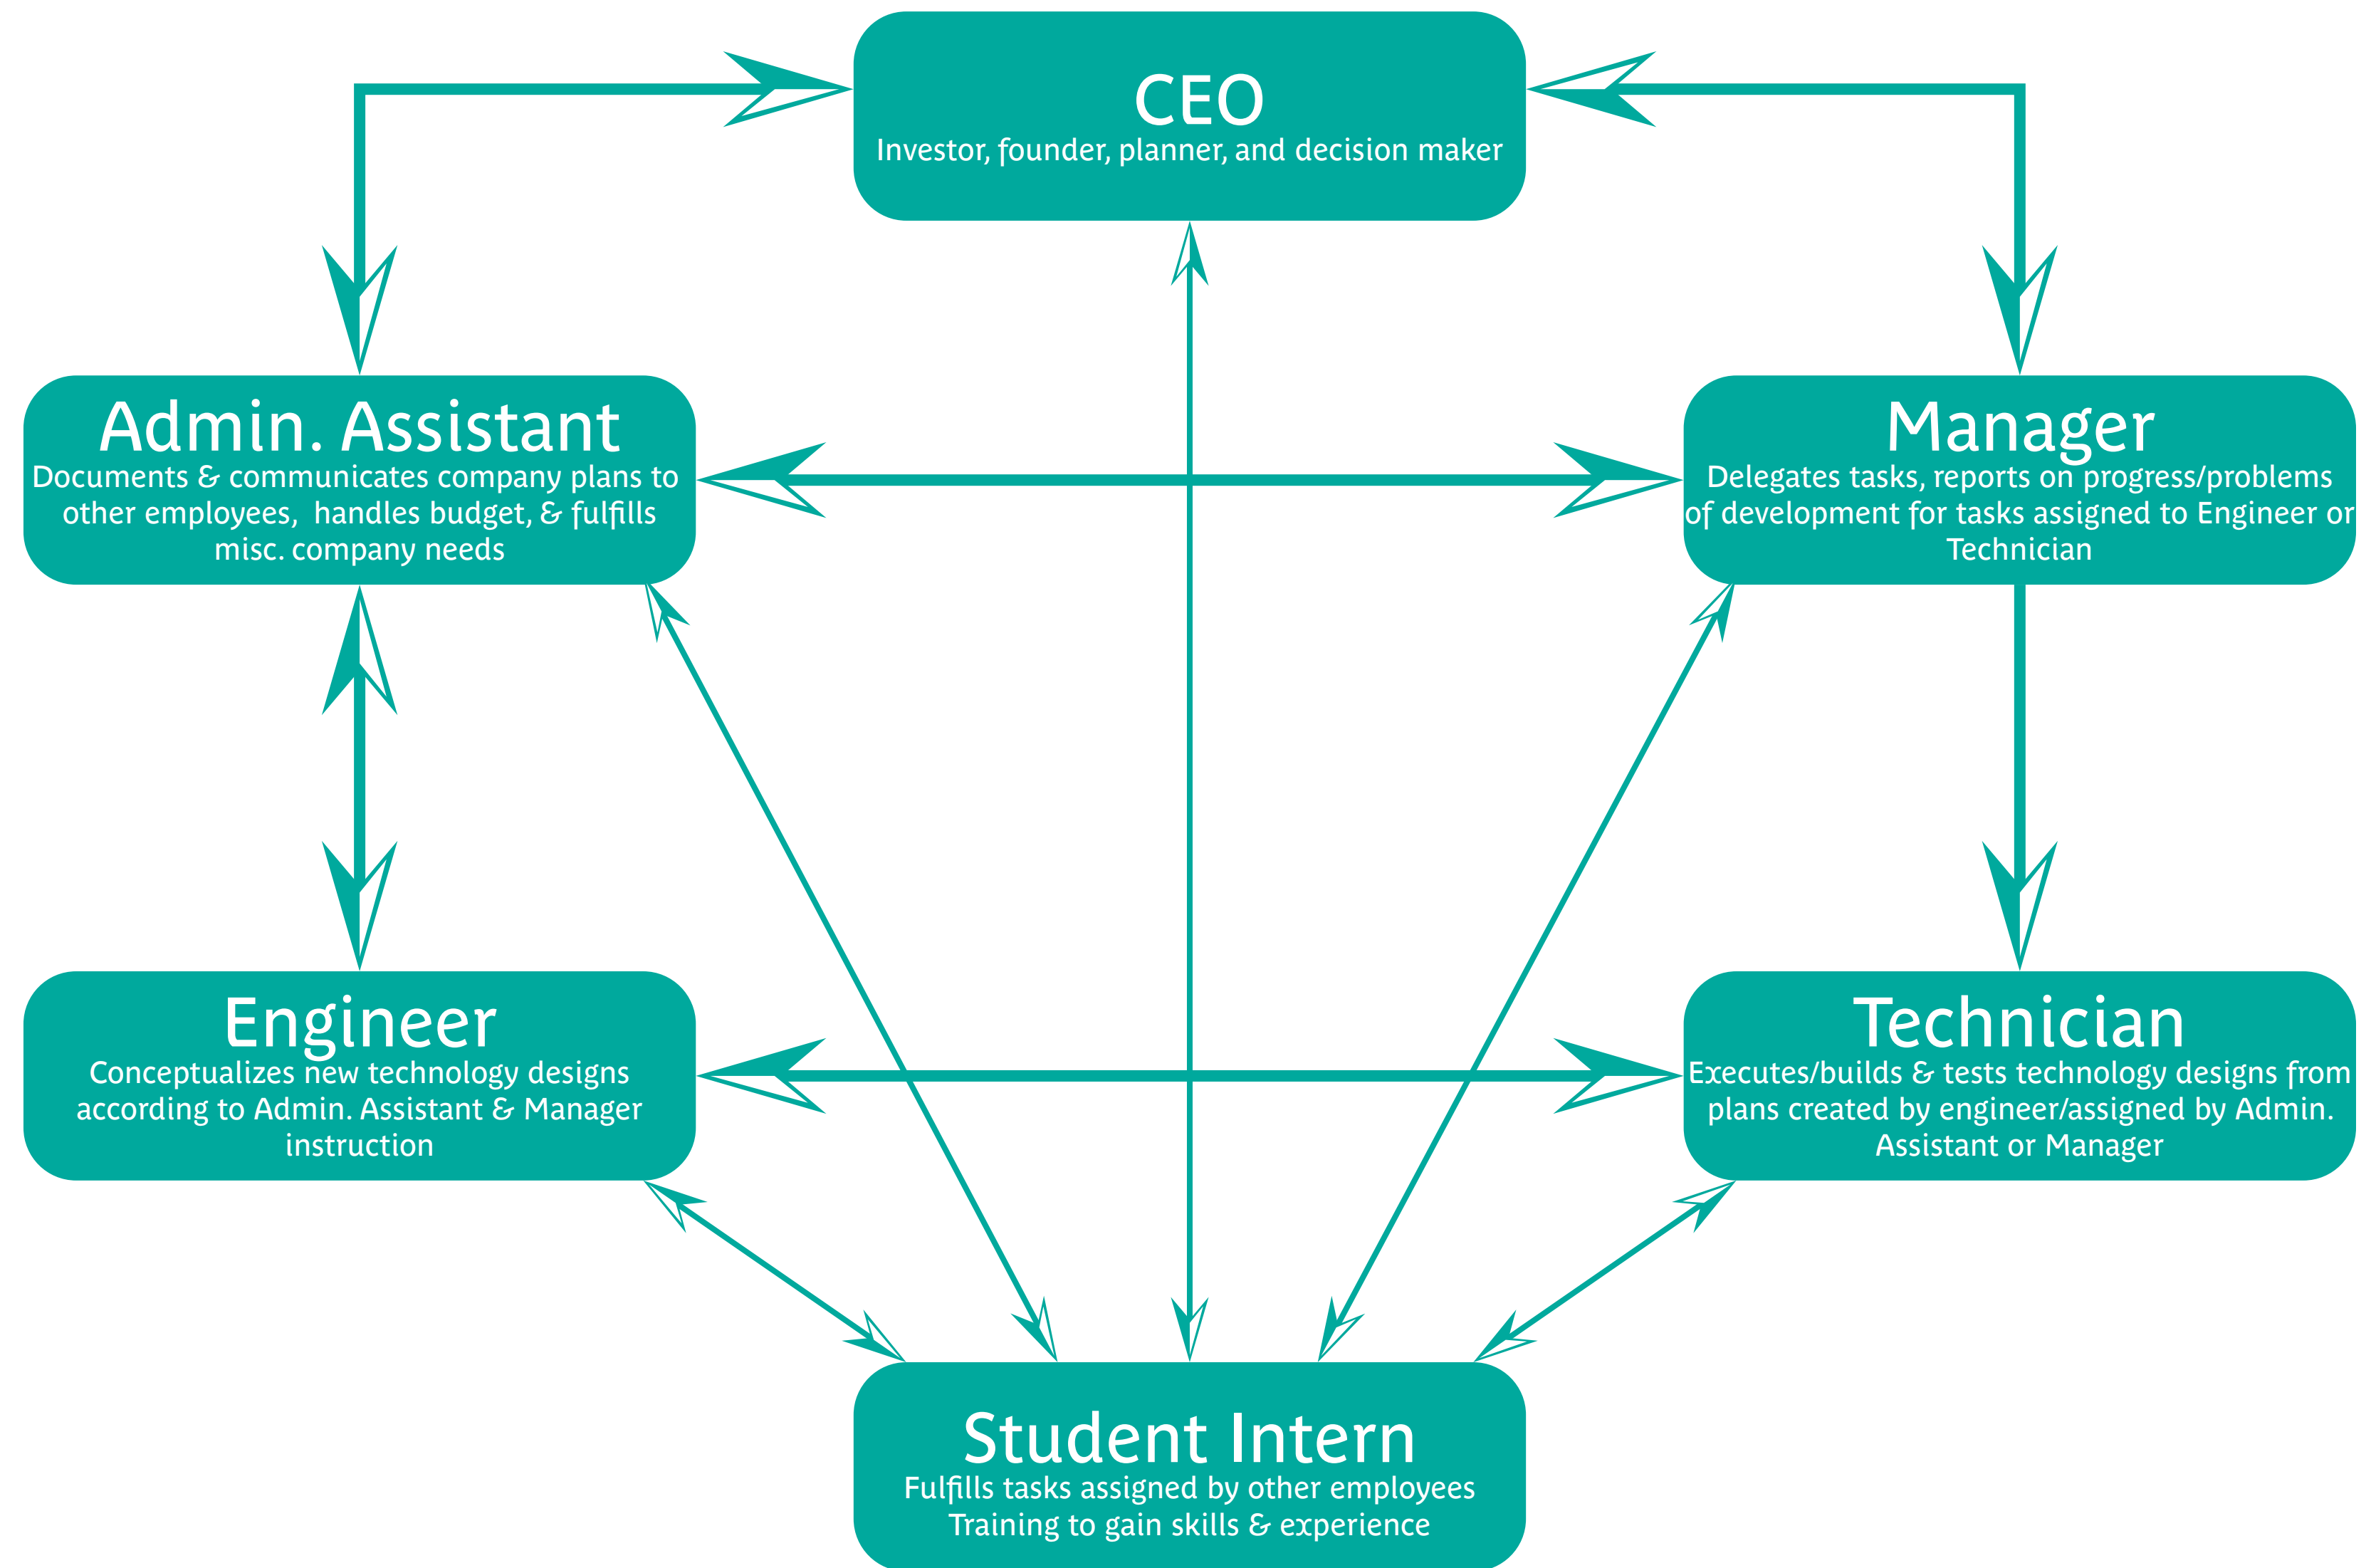 CEO
Investor, founder, planner, and decision maker
Admin. Assistant
Documents & communicates company plans to
other employees,  handles budget, & fulfills
misc. company needs
Manager
Delegates tasks, reports on progress/problems
of development for tasks assigned to Engineer or
Technician
Engineer
Conceptualizes new technology designs
according to Admin. Assistant & Manager
instruction
Technician
Executes/builds & tests technology designs from
plans created by engineer/assigned by Admin.
Assistant or Manager
Student Intern
Fulfills tasks assigned by other employees
Training to gain skills & experience